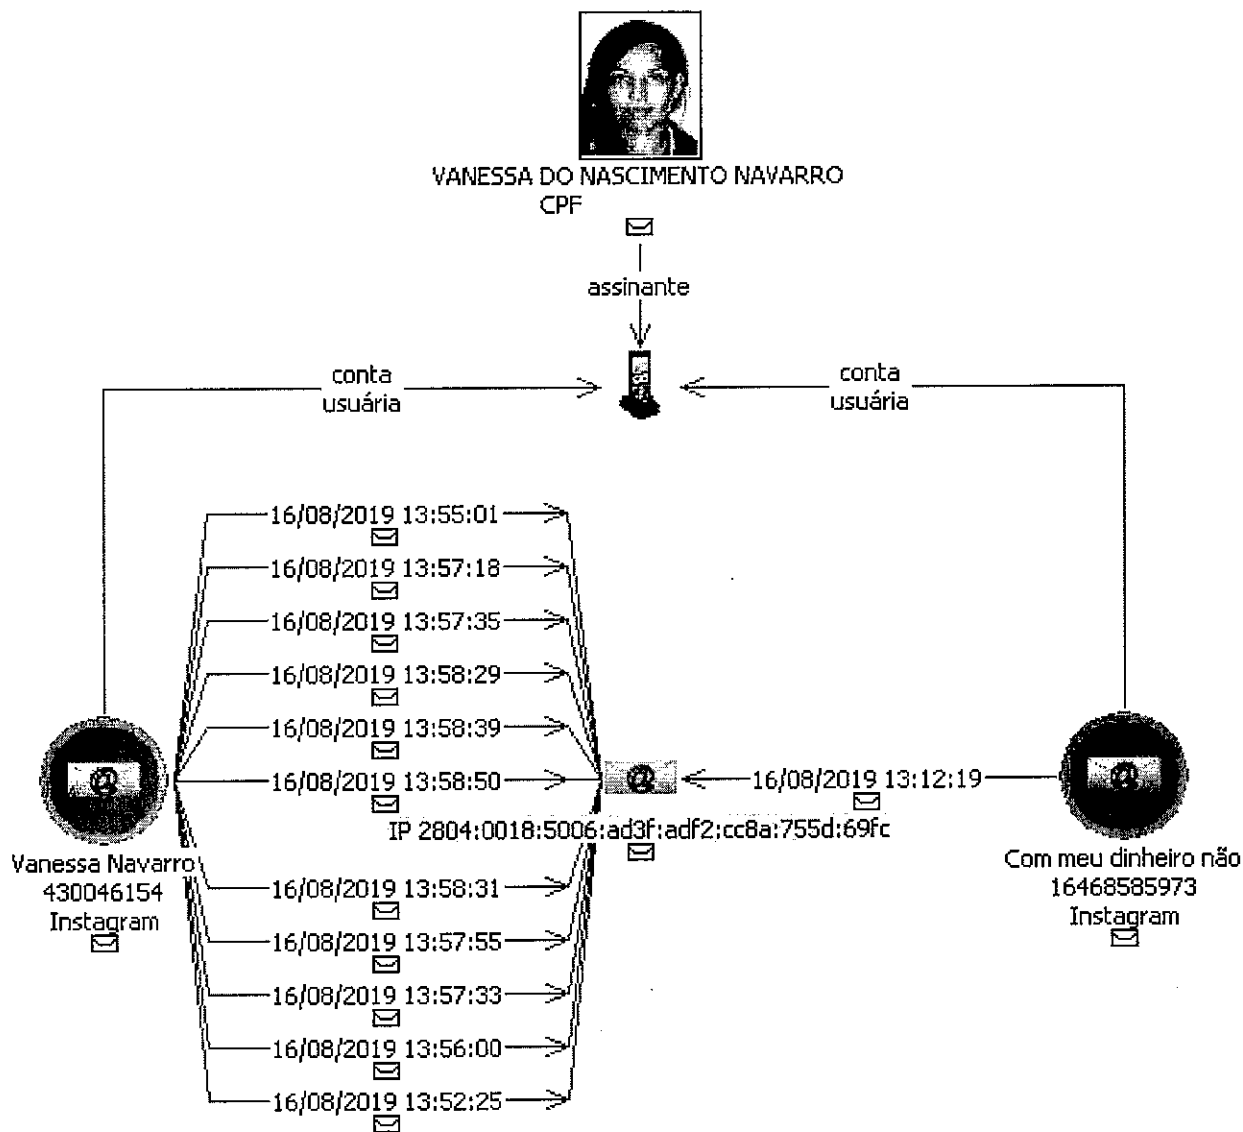 VANESSA DO NASCIMENTO NAVARRO
CPF
assinante
conta
usuária
conta
usuária
16/08/2019 13:55:01
16/08/2019 13:57:18
16/08/2019 13:57:35
16/08/2019 13:58:29
16/08/2019 13:58:39
16/08/2019 13:58:50
@
@
@
16/08/2019 13:12:19
IP 2804:0018:5006:ad3f:adf2:cc8a:755d:69fc
Vanessa Navarro
430046154
Instagram
Com meu dinheiro não
16468585973
Instagram
16/08/2019 13:58:31
16/08/2019 13:57:55
16/08/2019 13:57:33
16/08/2019 13:56:00
16/08/2019 13:52:25